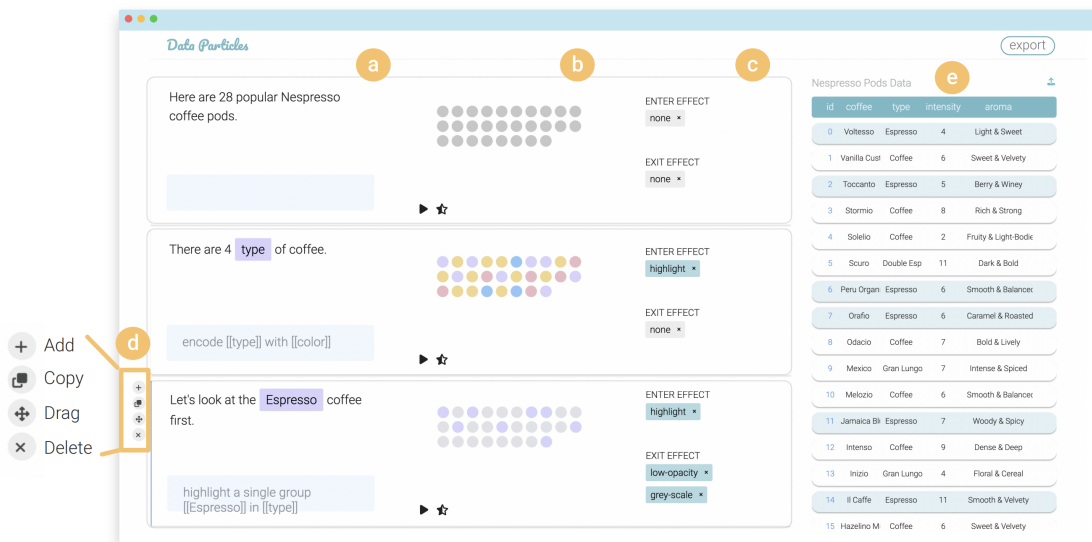 Data Particles
export
a
b
c
Here are 28 popular Nespresso
coffee pods.
ENTER EFFECT
none ×
EXIT EFFECT
none ×
There are 4 type of coffee.
encode [[type]] with [[color]]
ENTER EFFECT
highlight ×
EXIT EFFECT
none ×
Let's look at the Espresso coffee
first.
highlight a single group
[[Espresso]] in [[type]]
ENTER EFFECT
highlight ×
EXIT EFFECT
low-opacity ×
grey-scale ×
d
+ Add
Copy
Drag
× Delete
e
Nespresso Pods Data
id coffee type intensity aroma
0 Voltesso Espresso 4 Light & Sweet
1 Vanilla Cust Coffee 6 Sweet & Velvety
2 Toccanto Espresso 5 Berry & Winey
3 Stormio Coffee 8 Rich & Strong
4 Solelio Coffee 2 Fruity & Light-Bodie
5 Scuro Double Esp 11 Dark & Bold
6 Peru Organi Espresso 6 Smooth & Balanced
7 Orafio Espresso 6 Caramel & Roasted
8 Odacio Coffee 7 Bold & Lively
9 Mexico Gran Lungo 7 Intense & Spiced
10 Melozio Coffee 6 Smooth & Balanced
11 Jamaica Blu Espresso 7 Woody & Spicy
12 Intenso Coffee 9 Dense & Deep
13 Inizio Gran Lungo 4 Floral & Cereal
14 Il Caffe Espresso 11 Smooth & Velvety
15 Hazelino M Coffee 6 Sweet & Velvety